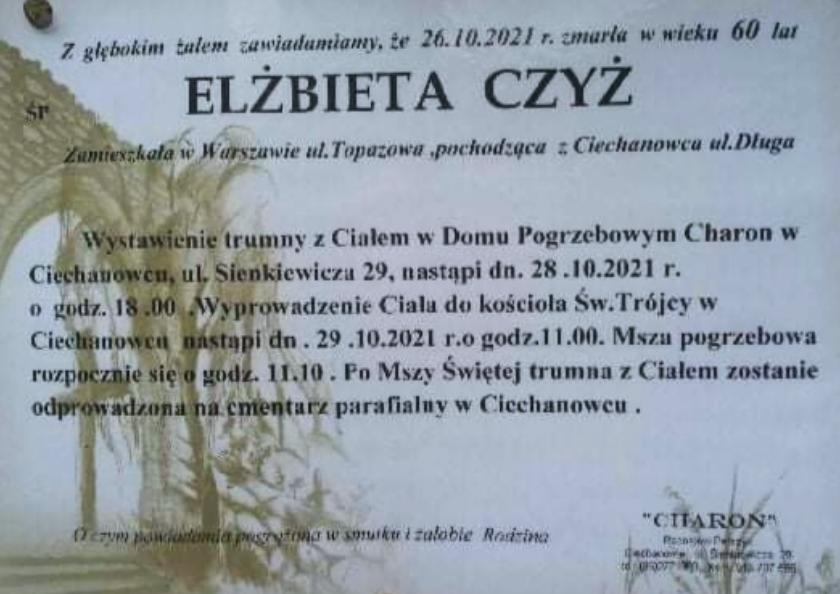 Z głębokim żalem zawiadamiamy, że 26.10.2021 r. zmarła w wieku 60 lat
ELŻBIETA CZYŻ
ŚP
Zamieszkała w Warszawie ul.Topazowa ,pochodząca z Ciechanowca ul.Długa
Wystawienie trumny z Ciałem w Domu Pogrzebowym Charon w
Ciechanowcu, ul. Sienkiewicza 29, nastąpi dn. 28 .10.2021 r.
o godz. 18 .00 .Wyprowadzenie Ciała do kościoła Św.Trójcy w
Ciechanowcu nastąpi dn . 29 .10.2021 r.o godz.11.00. Msza pogrzebowa
rozpocznie się o godz. 11.10 . Po Mszy Świętej trumna z Ciałem zostanie
odprowadzona na cmentarz parafialny w Ciechanowcu .
O czym powiadamia pogrążona w smutku i żałobie Rodzina
"CHARON"
Sienkiewicza 29